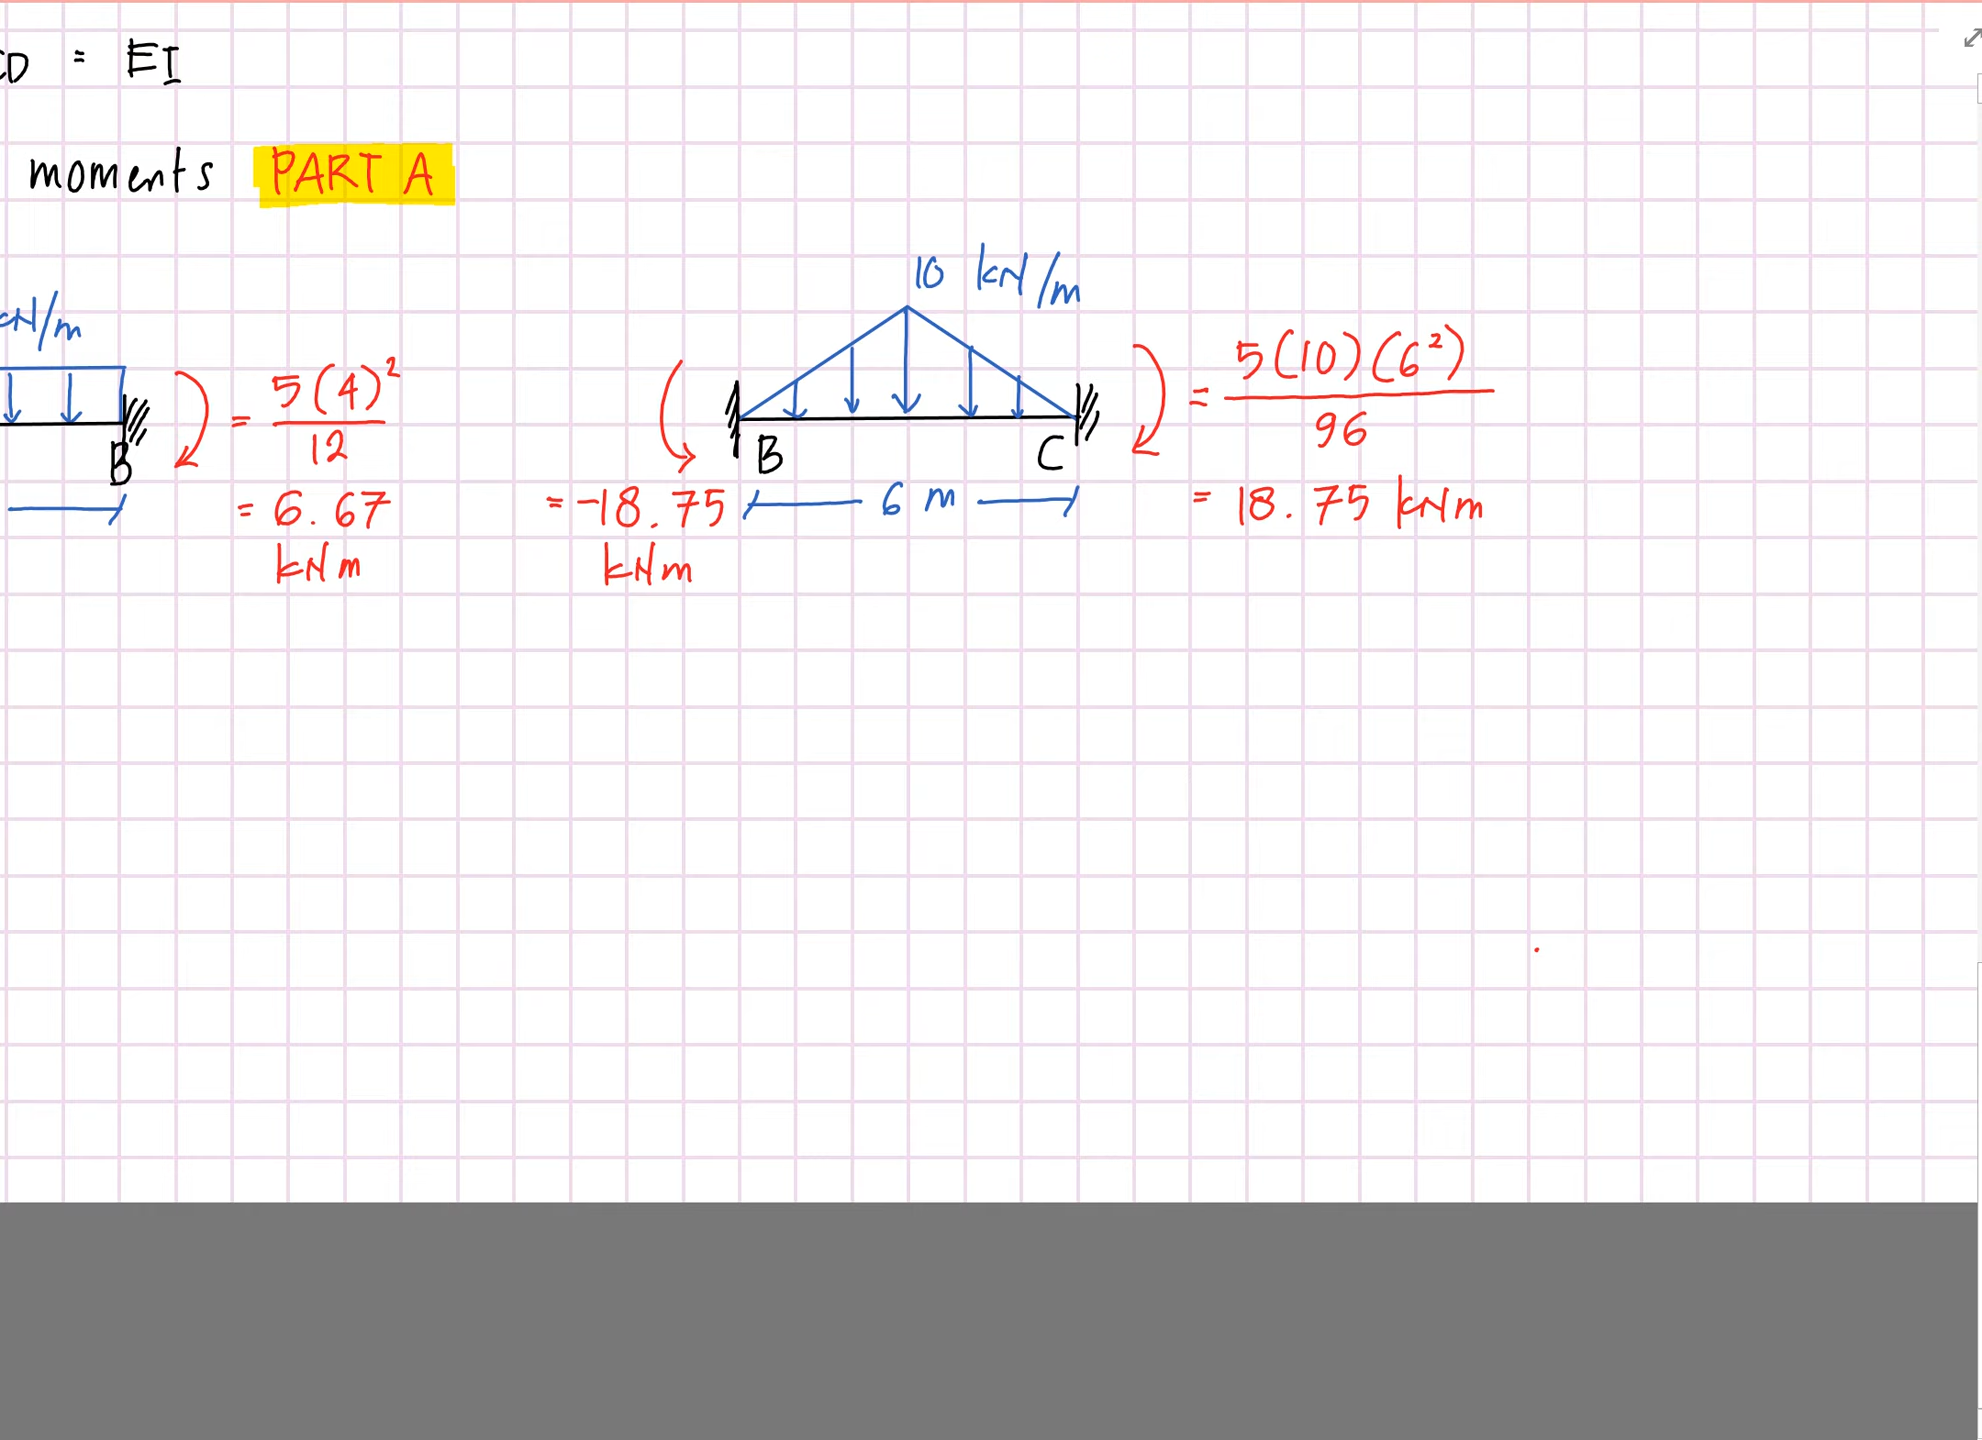 CD = EI
moments PART A
kN/m
B
= 5(4)²
12
= 6.67
kNm
10 kN/m
B
C
6 m
= -18.75
kNm
= 5(10)(6²)
96
= 18.75 kNm